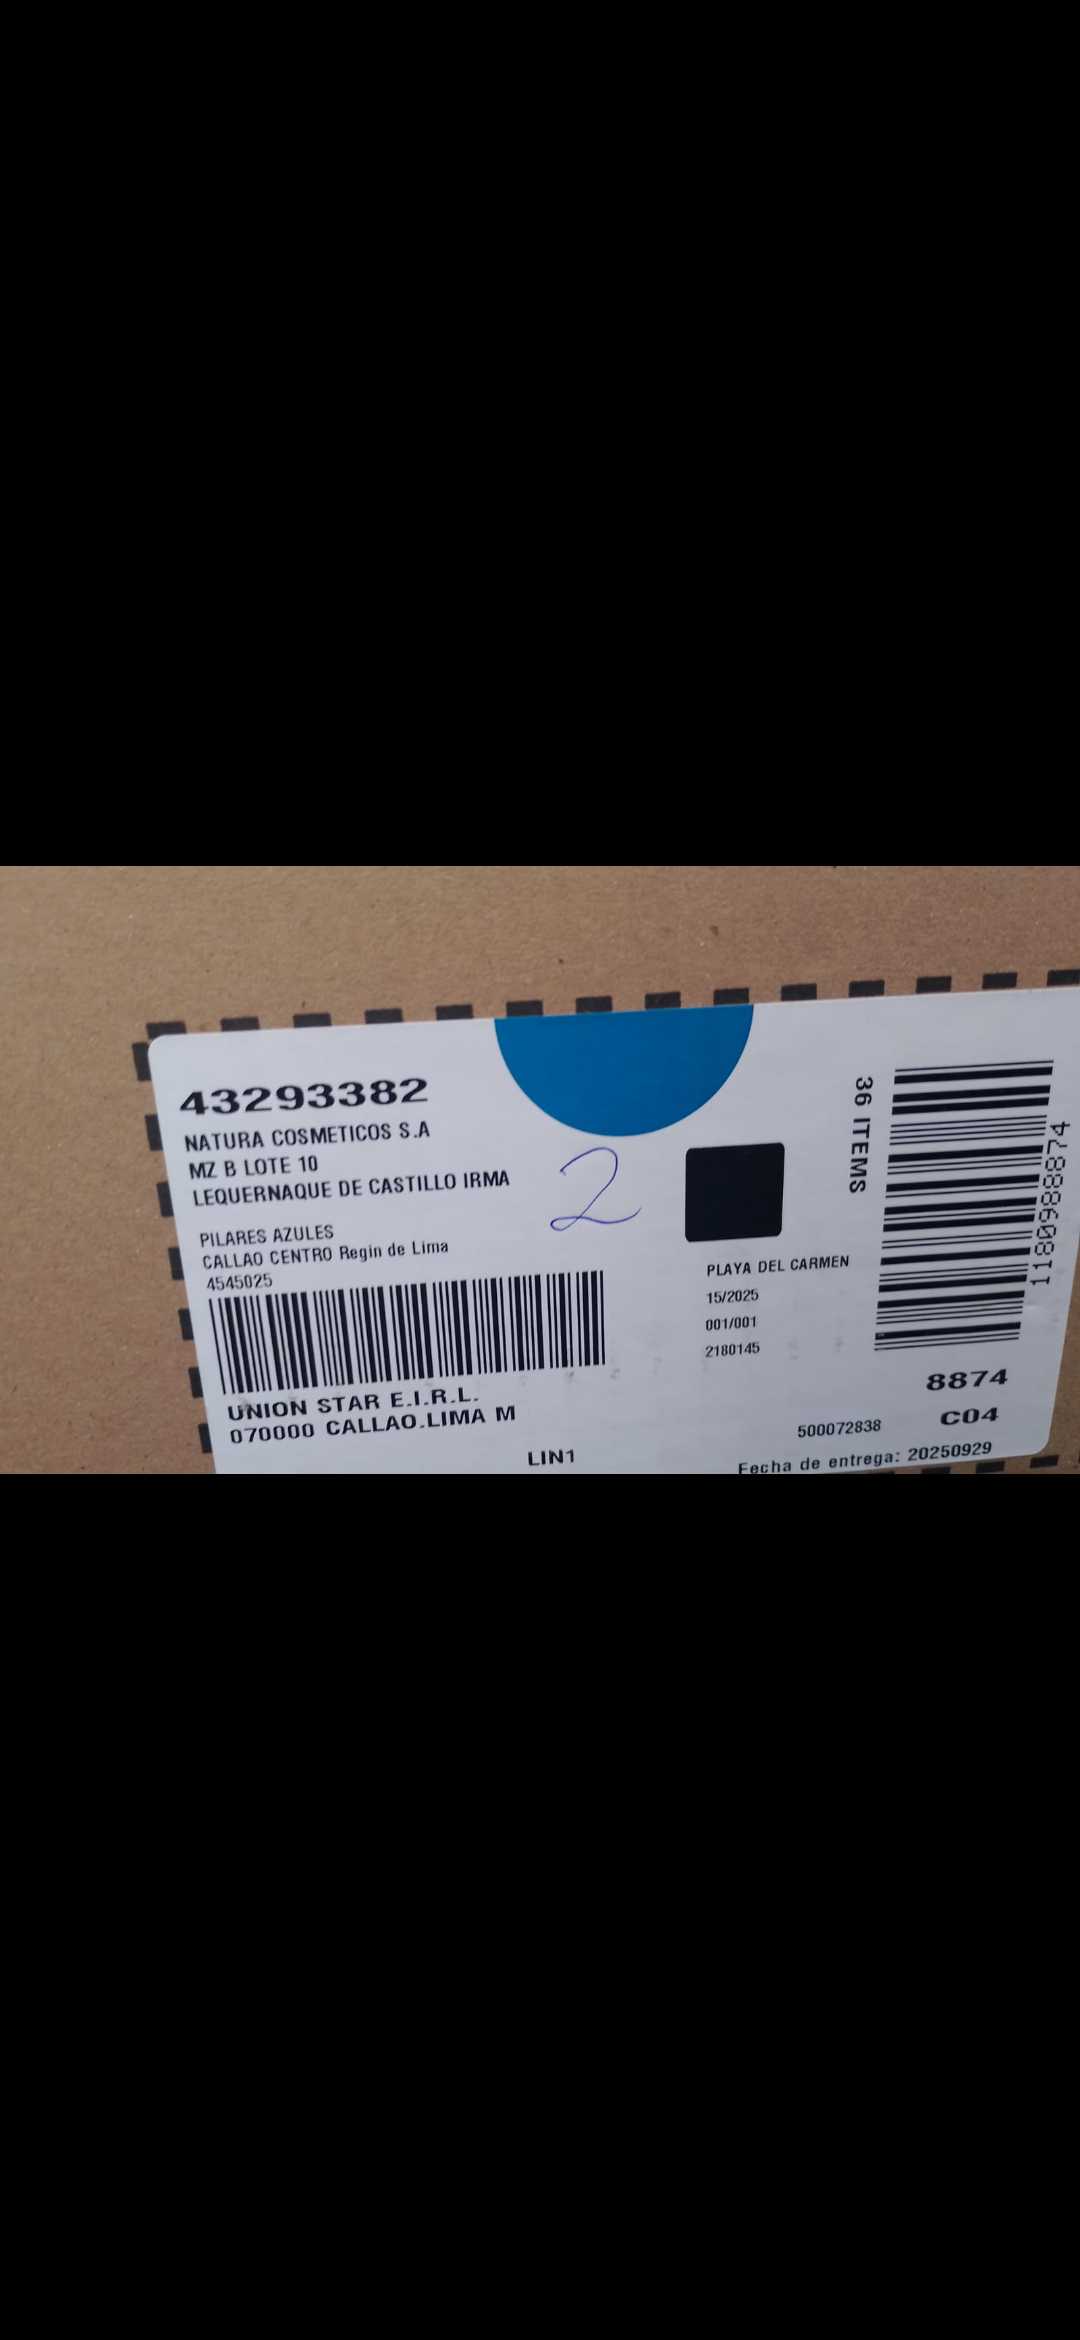 43293382
NATURA COSMETICOS S.A
MZ B LOTE 10
LEQUERNAQUE DE CASTILLO IRMA
PILARES AZULES
CALLAO CENTRO Regin de Lima
4545025
UNION STAR E.I.R.L.
070000 CALLAO.LIMA M
LIN1
2
PLAYA DEL CARMEN
15/2025
001/001
2180145
36 ITEMS
1180988874
8874
C04
500072838
Fecha de entrega: 20250929